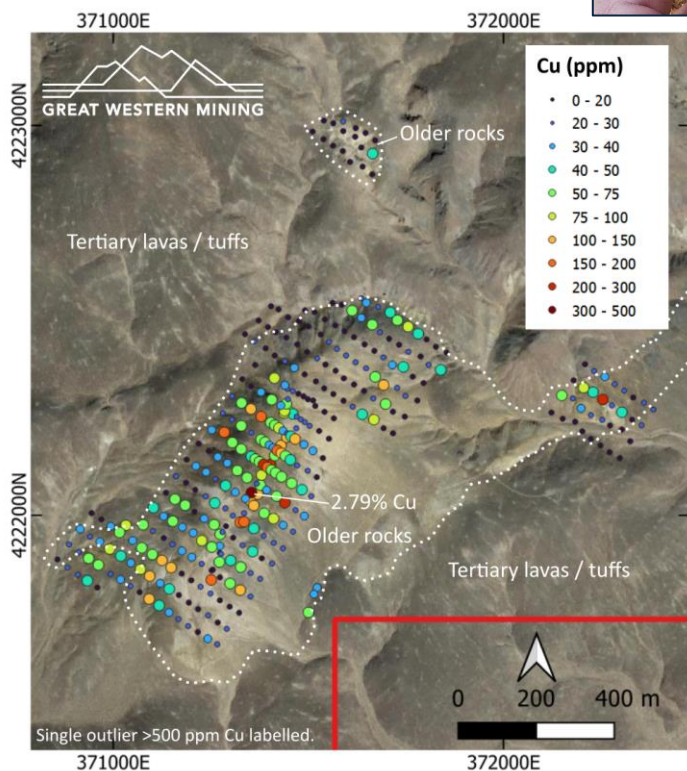 371000E
372000E
GREAT WESTERN MINING
Cu (ppm)
0 - 20
20 - 30
30 - 40
40 - 50
50 - 75
75 - 100
100 - 150
150 - 200
200 - 300
300 - 500
4223000N
Older rocks
Tertiary lavas / tuffs
2.79% Cu
4222000N
Older rocks
Tertiary lavas / tuffs
0 200 400 m
Single outlier >500 ppm Cu labelled.
371000E
372000E